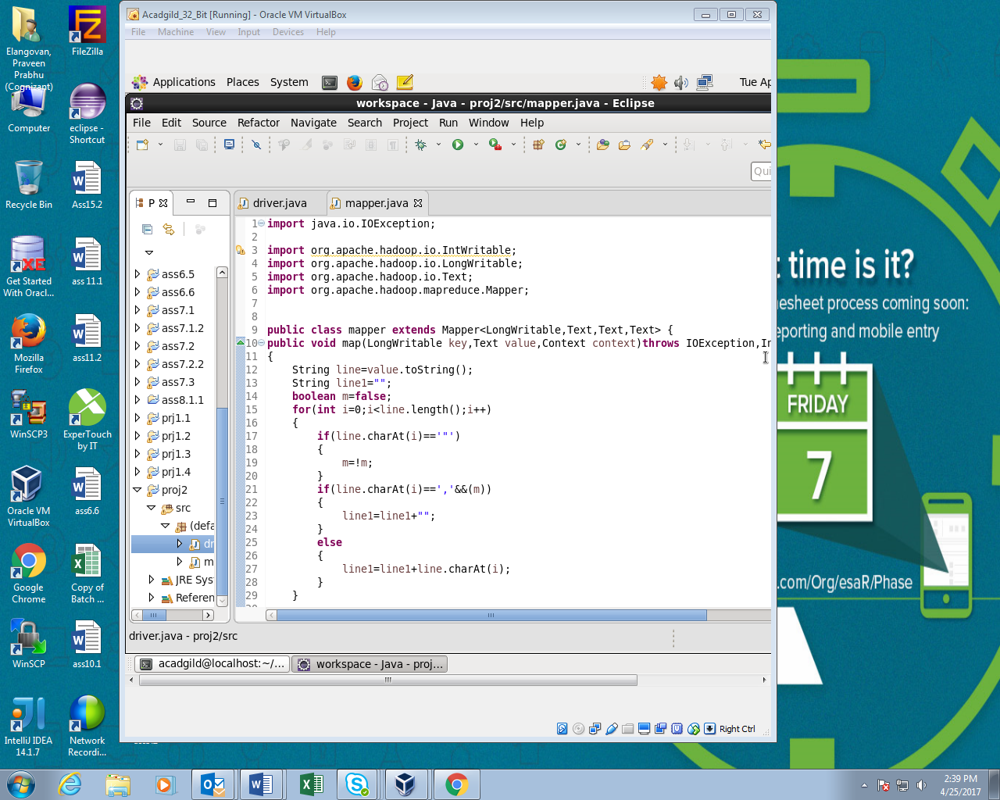 Acadgild_32_Bit [Running] - Oracle VM VirtualBox
File Machine View Input Devices Help
Applications Places System
Tue Ap
workspace - Java - proj2/src/mapper.java - Eclipse
File Edit Source Refactor Navigate Search Project Run Window Help
Qui
P
driver.java
mapper.java
ass6.5
ass6.6
ass7.1
ass7.1.2
ass7.2
ass7.2.2
ass7.3
ass8.1.1
prj1.1
prj1.2
prj1.3
prj1.4
proj2
src
(defa
dr
m
JRE Sys
Referen
1 import java.io.IOException;
2
3 import org.apache.hadoop.io.IntWritable;
4 import org.apache.hadoop.io.LongWritable;
5 import org.apache.hadoop.io.Text;
6 import org.apache.hadoop.mapreduce.Mapper;
7
8
9 public class mapper extends Mapper<LongWritable,Text,Text,Text> {
10 public void map(LongWritable key,Text value,Context context)throws IOException,In
11 {
12 String line=value.toString();
13 String line1="";
14 boolean m=false;
15 for(int i=0;i<line.length();i++)
16 {
17 if(line.charAt(i)=='"')
18 {
19 m=!m;
20 }
21 if(line.charAt(i)==','&&(m))
22 {
23 line1=line1+"";
24 }
25 else
26 {
27 line1=line1+line.charAt(i);
28 }
29 }
driver.java - proj2/src
acadgild@localhost:~/...
workspace - Java - proj...
Right Ctrl
Elangovan,
Praveen
Prabhu
(Cognizant)
FileZilla
Computer
eclipse -
Shortcut
Recycle Bin
Ass15.2
Get Started
With Oracl...
ass 11.1
Mozilla
Firefox
ass11.2
WinSCP3
ExperTouch
by IT
Oracle VM
VirtualBox
ass6.6
Google
Chrome
Copy of
Batch ...
WinSCP
ass10.1
IntelliJ IDEA
14.1.7
Network
Recordi...
t time is it?
nesheet process coming soon:
eporting and mobile entry
FRIDAY
7
.com/Org/esaR/Phase
2:39 PM
4/25/2017